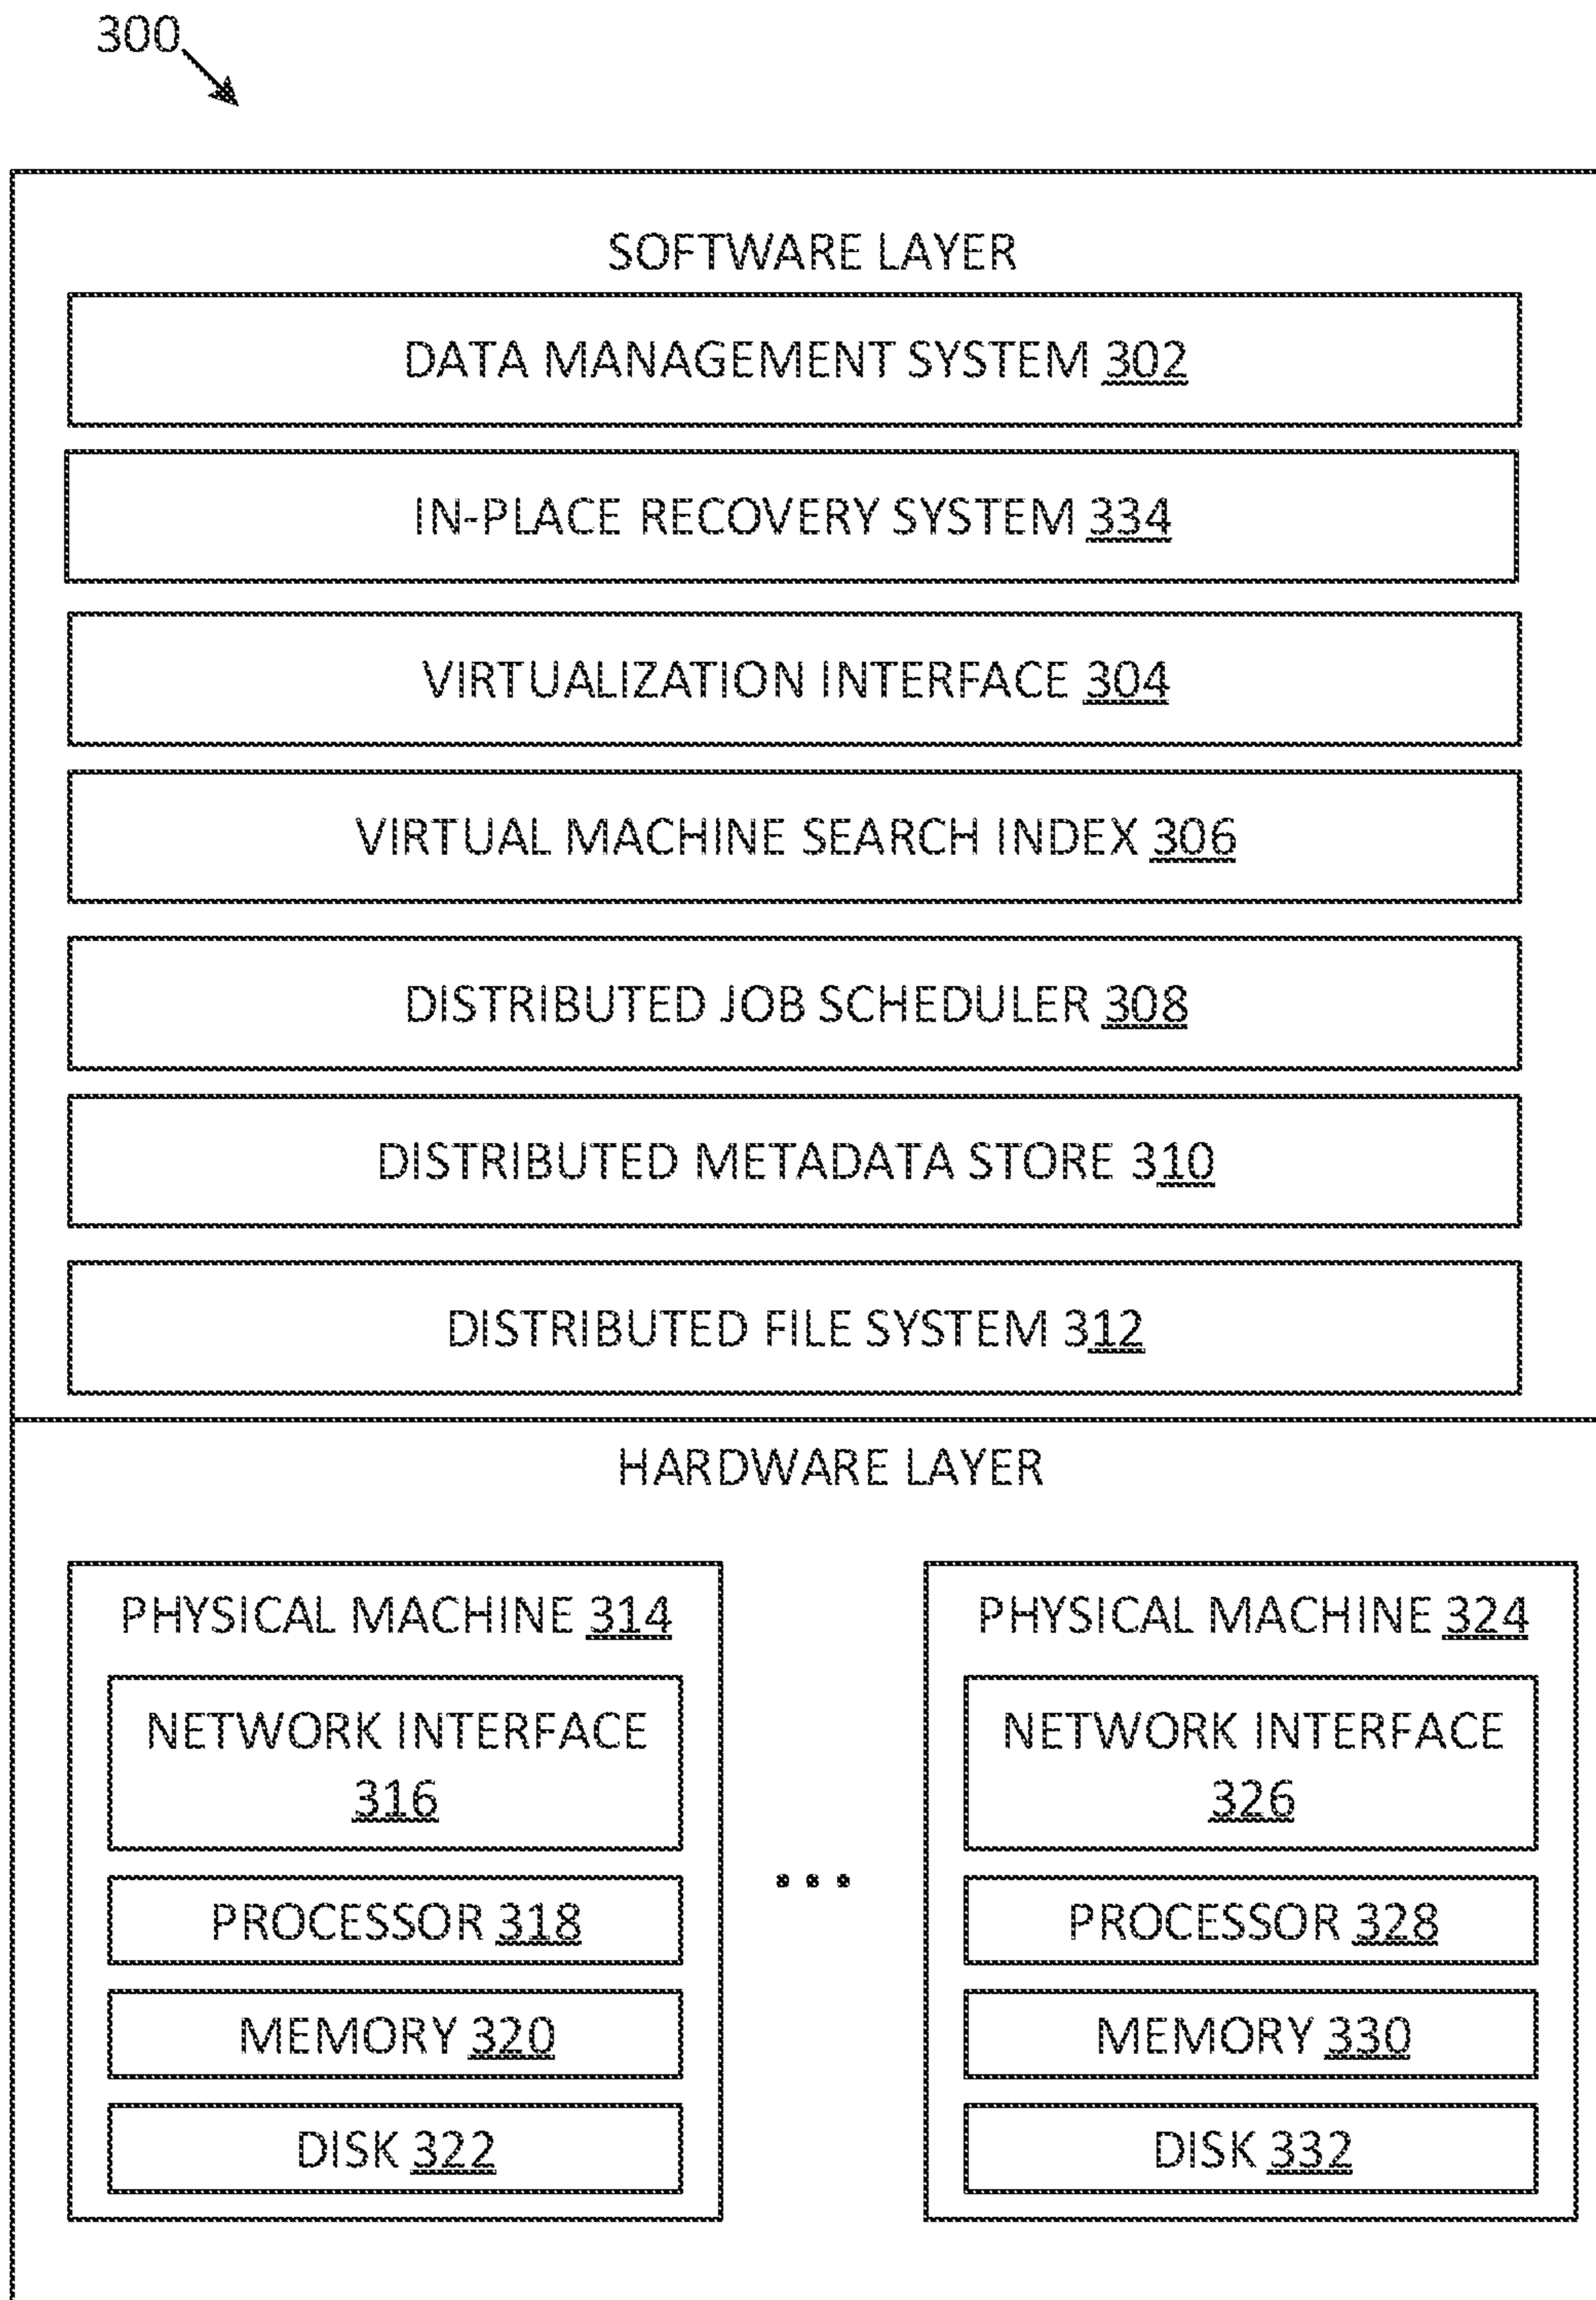 300
SOFTWARE LAYER
DATA MANAGEMENT SYSTEM 302
IN-PLACE RECOVERY SYSTEM 334
VIRTUALIZATION INTERFACE 304
VIRTUAL MACHINE SEARCH INDEX 306
DISTRIBUTED JOB SCHEDULER 308
DISTRIBUTED METADATA STORE 310
DISTRIBUTED FILE SYSTEM 312
HARDWARE LAYER
PHYSICAL MACHINE 314
NETWORK INTERFACE
316
PROCESSOR 318
MEMORY 320
DISK 322
...
PHYSICAL MACHINE 324
NETWORK INTERFACE
326
PROCESSOR 328
MEMORY 330
DISK 332